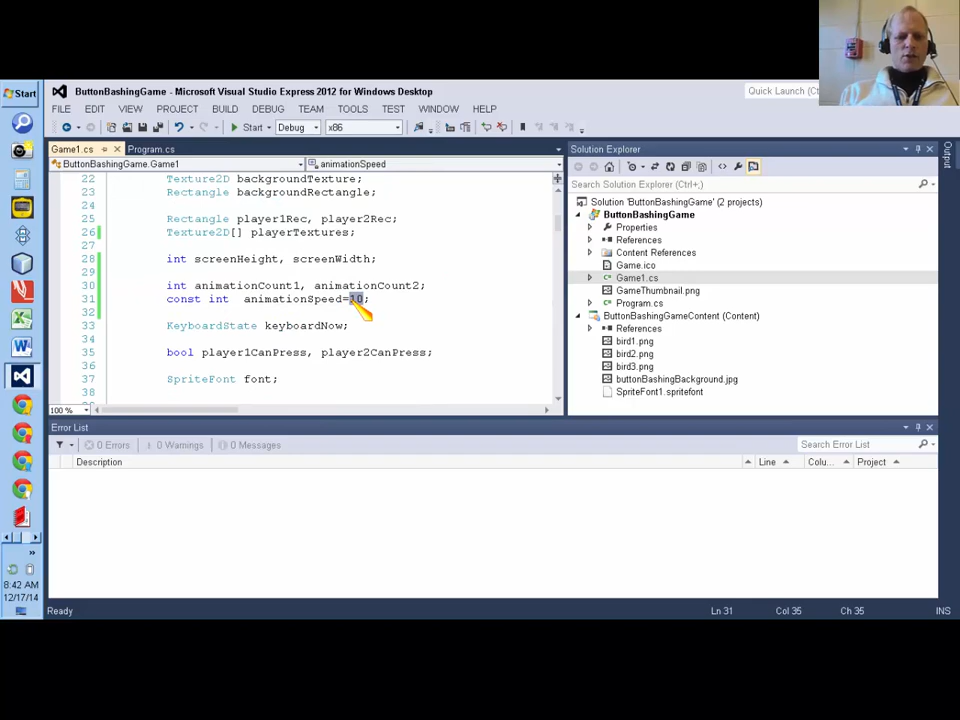 Start
ButtonBashingGame - Microsoft Visual Studio Express 2012 for Windows Desktop
Quick Launch (Ctrl+
FILE EDIT VIEW PROJECT BUILD DEBUG TEAM TOOLS TEST WINDOW HELP
Start Debug x86
Game1.cs Program.cs
ButtonBashingGame.Game1 animationSpeed
22 Texture2D backgroundTexture;
23 Rectangle backgroundRectangle;
24
25 Rectangle player1Rec, player2Rec;
26 Texture2D[] playerTextures;
27
28 int screenHeight, screenWidth;
29
30 int animationCount1, animationCount2;
31 const int animationSpeed=10;
32
33 KeyboardState keyboardNow;
34
35 bool player1CanPress, player2CanPress;
36
37 SpriteFont font;
38
100 %
Solution Explorer
Search Solution Explorer (Ctrl+;)
Solution 'ButtonBashingGame' (2 projects)
ButtonBashingGame
Properties
References
Content References
Game.ico
Game1.cs
GameThumbnail.png
Program.cs
ButtonBashingGameContent (Content)
References
bird1.png
bird2.png
bird3.png
buttonBashingBackground.jpg
SpriteFont1.spritefont
Output
Error List
0 Errors 0 Warnings 0 Messages
Search Error List
Description Line Colu... Project
8:42 AM
12/17/14
Ready Ln 31 Col 35 Ch 35 INS